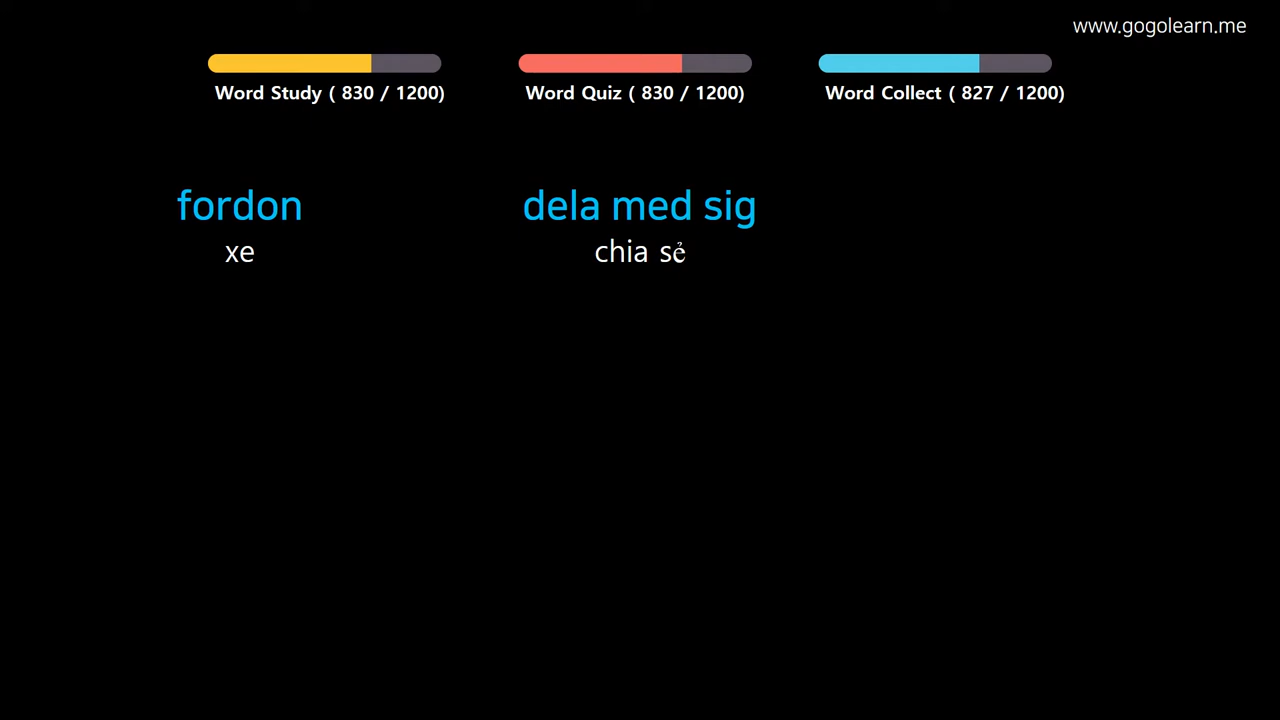 www.gogolearn.me
Word Study ( 830 / 1200)
Word Quiz ( 830 / 1200)
Word Collect ( 827 / 1200)
fordon
xe
dela med sig
chia sẻ